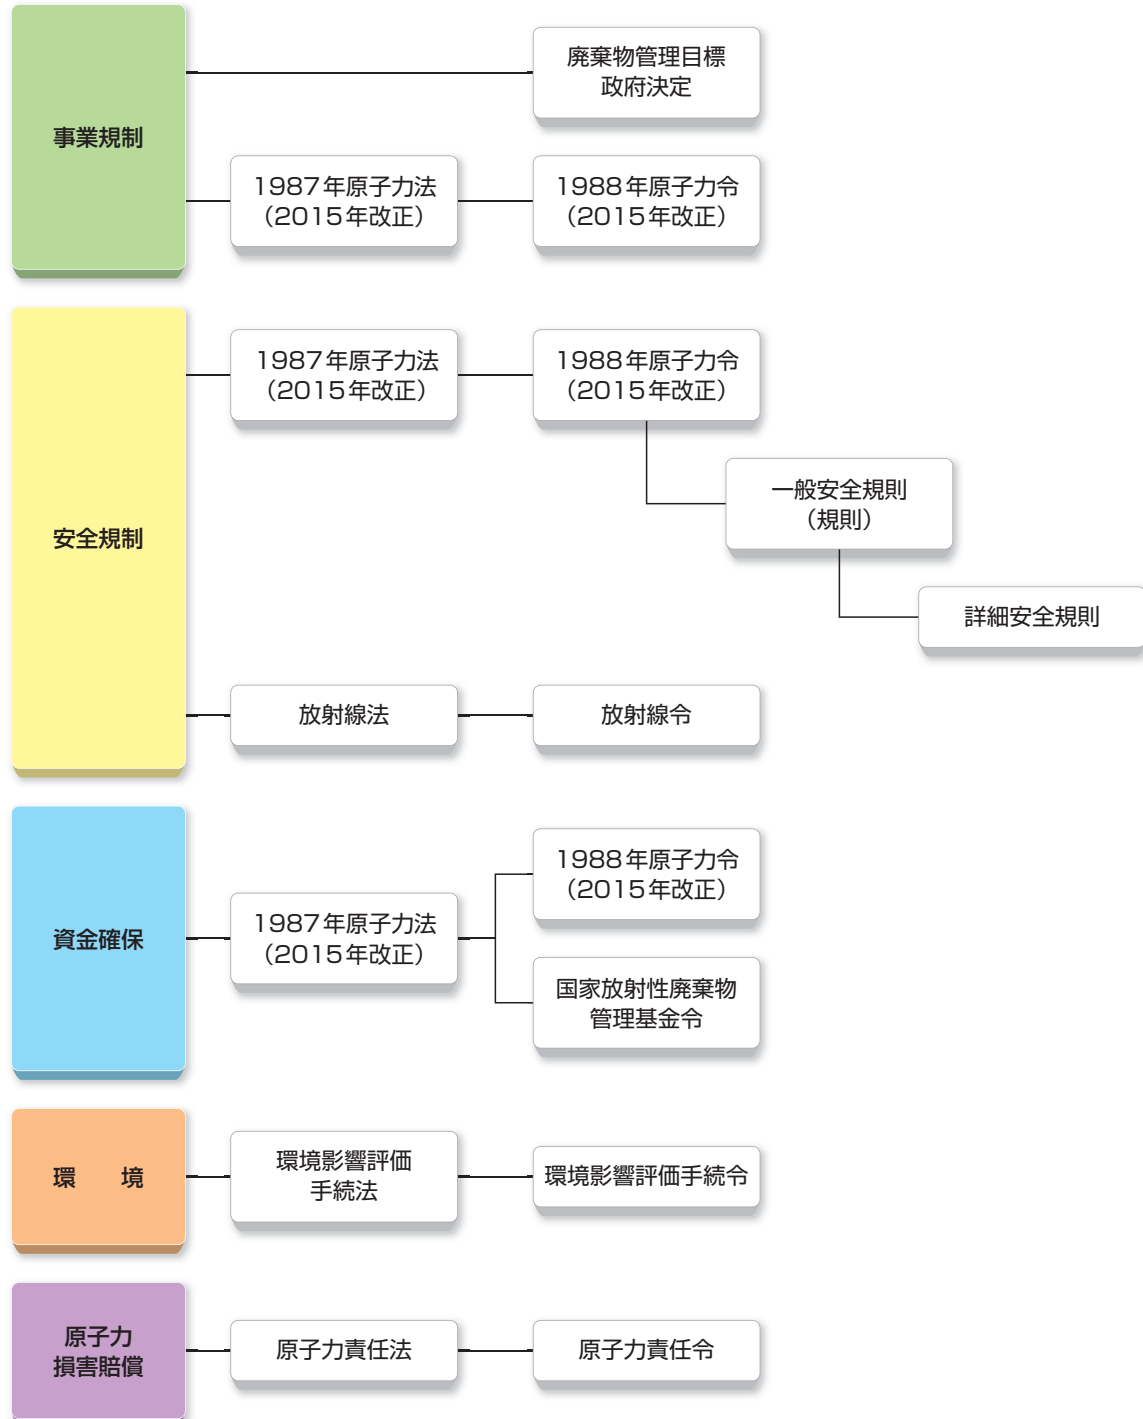 事業規制
廃棄物管理目標
政府決定
1987年原子力法
（2015年改正）
1988年原子力令
（2015年改正）
安全規制
1987年原子力法
（2015年改正）
1988年原子力令
（2015年改正）
一般安全規則
（規則）
詳細安全規則
放射線法
放射線令
資金確保
1987年原子力法
（2015年改正）
1988年原子力令
（2015年改正）
国家放射性廃棄物
管理基金令
環　　境
環境影響評価
手続法
環境影響評価手続令
原子力
損害賠償
原子力責任法
原子力責任令